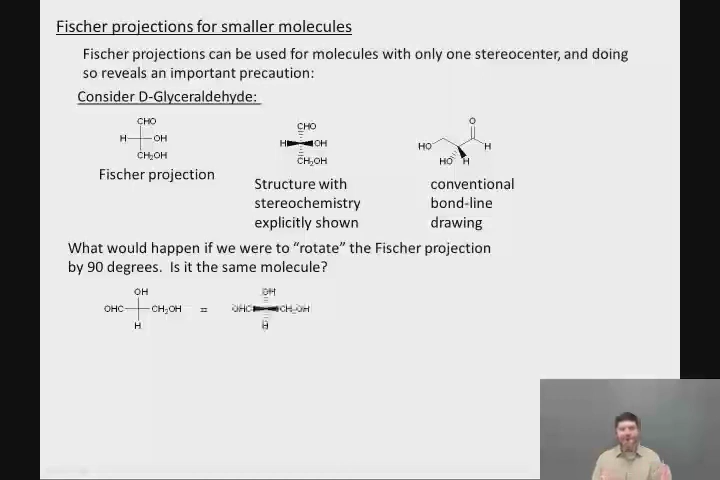 Fischer projections for smaller molecules
Fischer projections can be used for molecules with only one stereocenter, and doing
so reveals an important precaution:
Consider D-Glyceraldehyde:
CHO
H OH
CH₂OH
Fischer projection
CHO
H OH
CH₂OH
Structure with
stereochemistry
explicitly shown
O
HO H
HO H
conventional
bond-line
drawing
What would happen if we were to “rotate” the Fischer projection
by 90 degrees. Is it the same molecule?
OH
OHC CH₂OH
H
=
OH
OHC CH₂OH
H